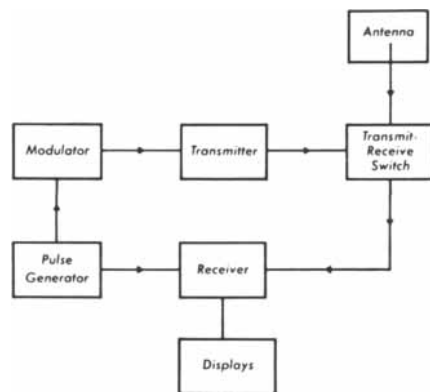 Antenna
Modulator
Transmitter
Transmit-
Receive
Switch
Pulse
Generator
Receiver
Displays